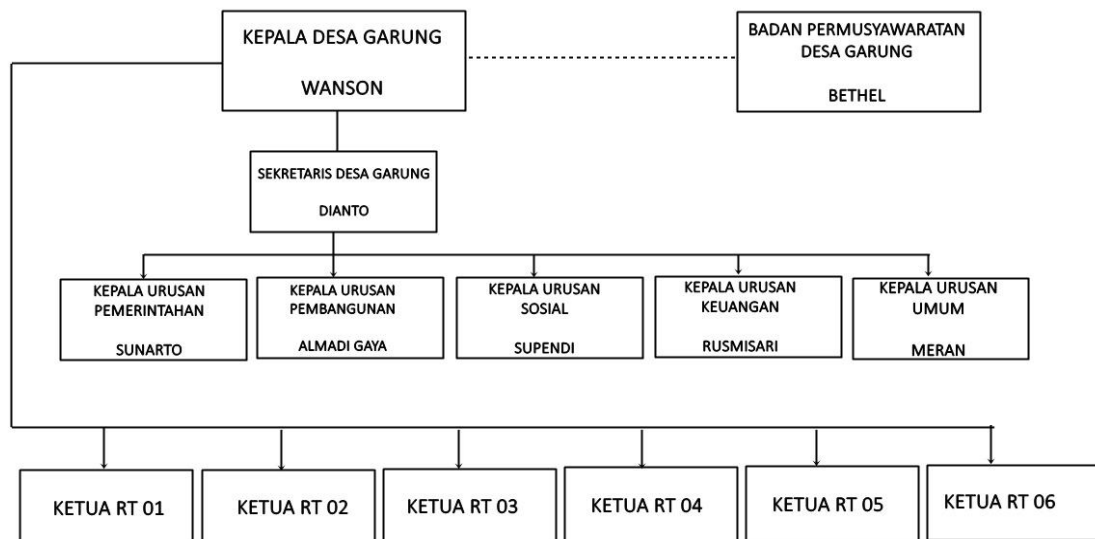 KEPALA DESA GARUNG
WANSON
BADAN PERMUSYAWARATAN
DESA GARUNG
BETHEL
SEKRETARIS DESA GARUNG
DIANTO
KEPALA URUSAN
PEMERINTAHAN
SUNARTO
KEPALA URUSAN
PEMBANGUNAN
ALMADI GAYA
KEPALA URUSAN
SOSIAL
SUPENDI
KEPALA URUSAN
KEUANGAN
RUSMISARI
KEPALA URUSAN
UMUM
MERAN
KETUA RT 01
KETUA RT 02
KETUA RT 03
KETUA RT 04
KETUA RT 05
KETUA RT 06